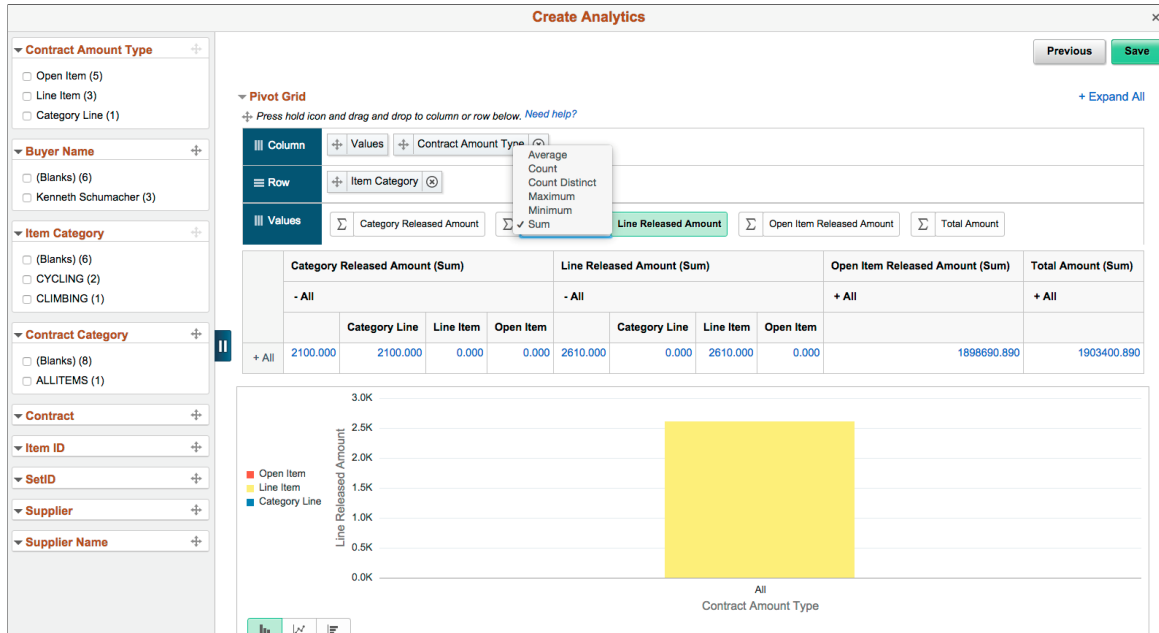 Create Analytics
×
Contract Amount Type
Open Item (5)
Line Item (3)
Category Line (1)
Buyer Name
(Blanks) (6)
Kenneth Schumacher (3)
Item Category
(Blanks) (6)
CYCLING (2)
CLIMBING (1)
Contract Category
(Blanks) (8)
ALLITEMS (1)
Contract
Item ID
SetID
Supplier
Supplier Name
Previous Save
Pivot Grid + Expand All
Press hold icon and drag and drop to column or row below. Need help?
Column Values Contract Amount Type
Average
Count
Count Distinct
Maximum
Minimum
✓ Sum
Row Item Category
Values Σ Category Released Amount Σ Line Released Amount Σ Open Item Released Amount Σ Total Amount
Category Released Amount (Sum) Line Released Amount (Sum) Open Item Released Amount (Sum) Total Amount (Sum)
- All - All + All + All
Category Line Line Item Open Item Category Line Line Item Open Item
+ All 2100.000 2100.000 0.000 0.000 2610.000 0.000 2610.000 0.000 1898690.890 1903400.890
3.0K
2.5K
2.0K
1.5K
1.0K
0.5K
0.0K
Line Released Amount
Open Item
Line Item
Category Line
All
Contract Amount Type